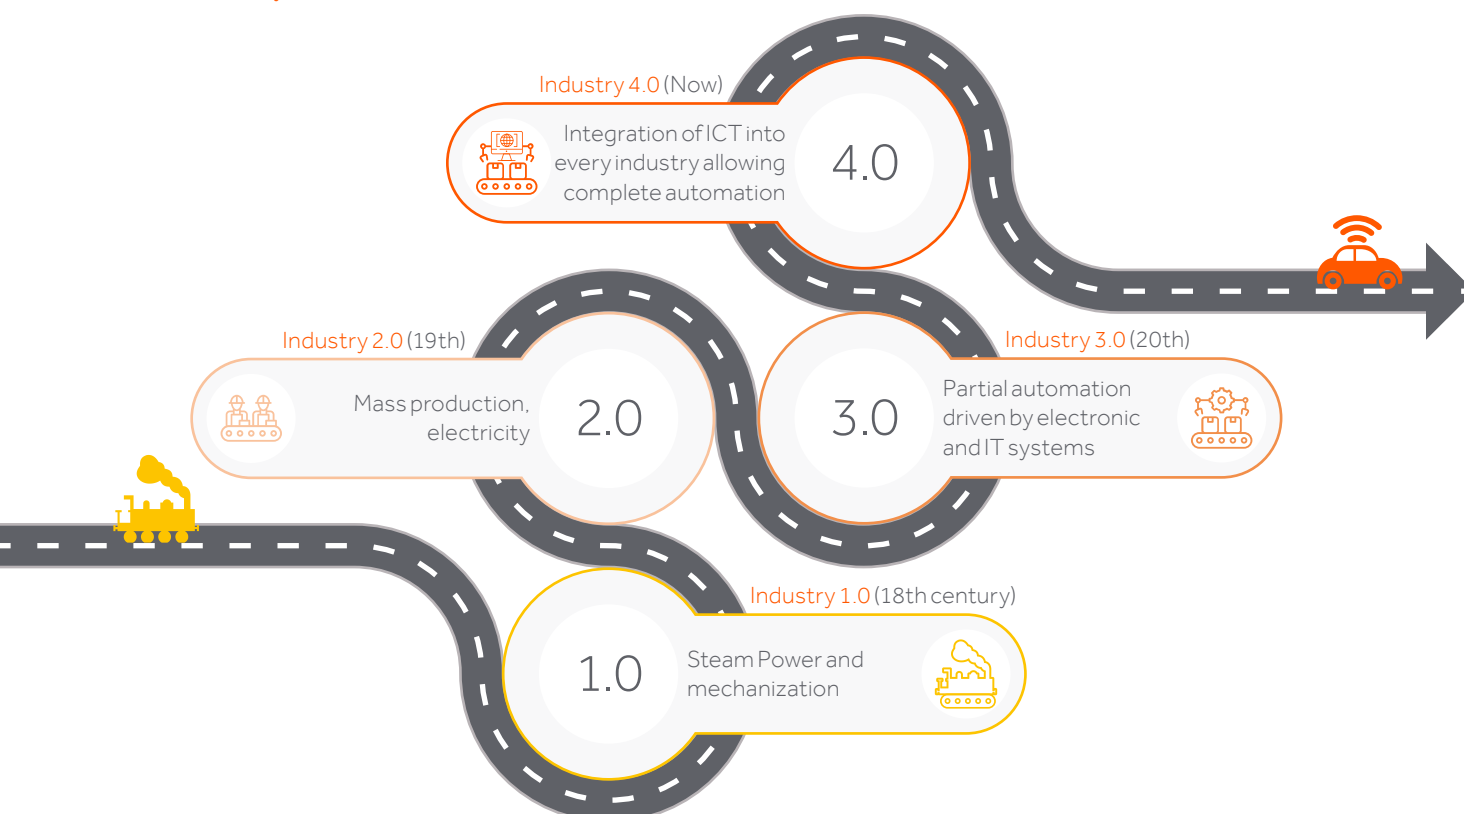 Industry 4.0 (Now)
Integration of ICT into
every industry allowing
complete automation
4.0
Industry 2.0 (19th)
Mass production,
electricity
2.0
Industry 3.0 (20th)
3.0
Partial automation
driven by electronic
and IT systems
Industry 1.0 (18th century)
1.0
Steam Power and
mechanization